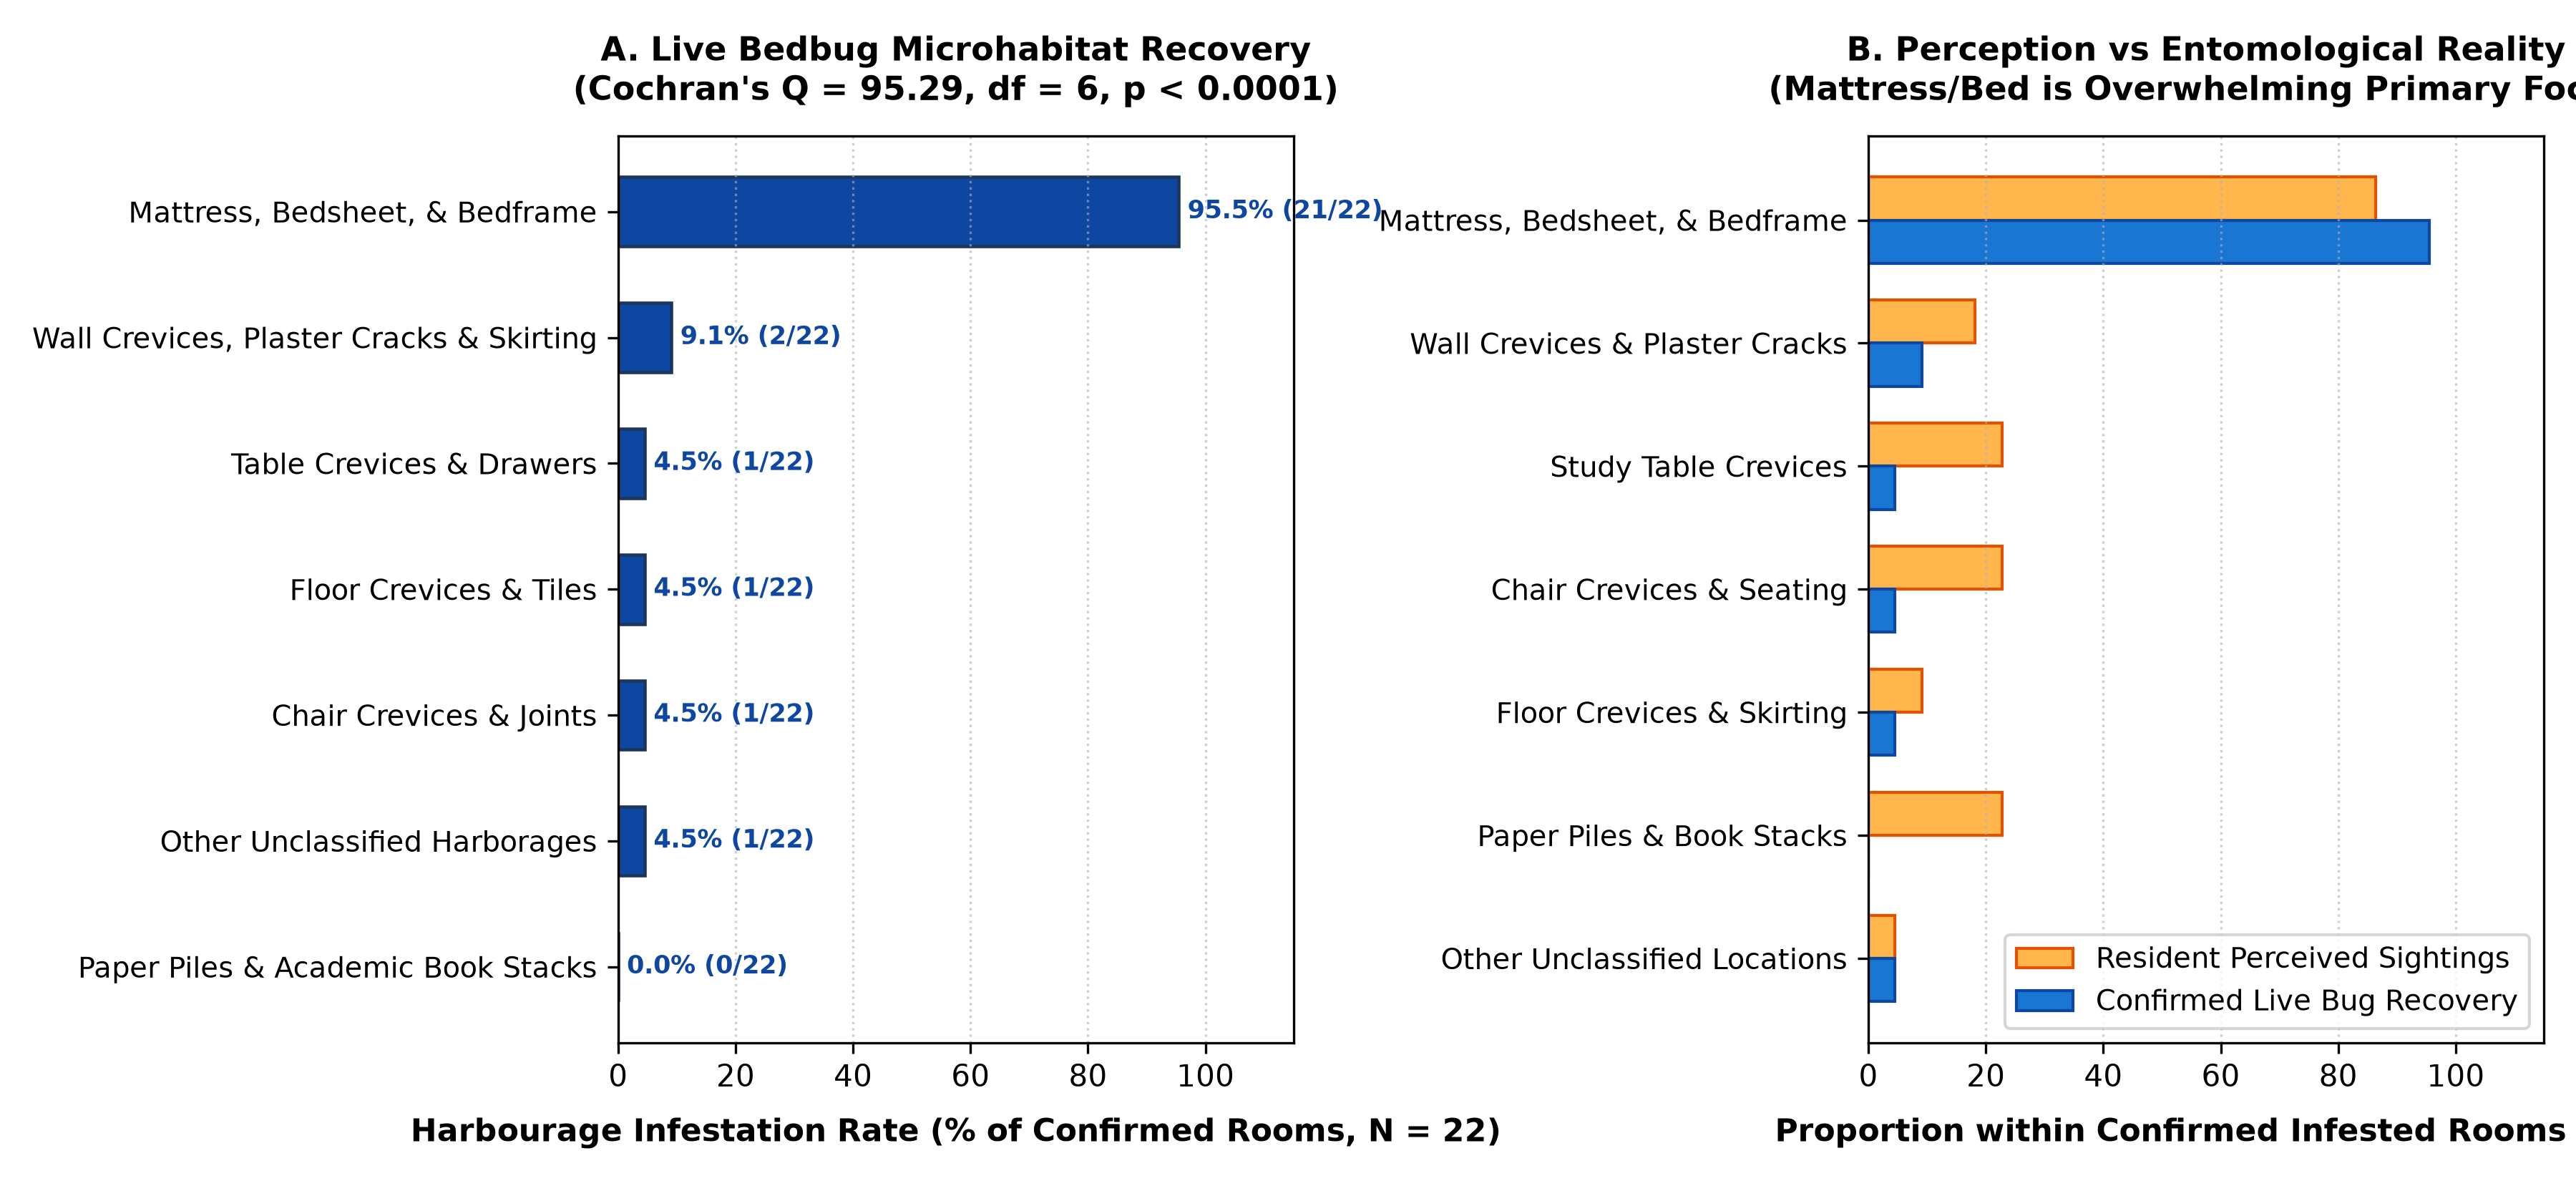 A. Live Bedbug Microhabitat Recovery
(Cochran's Q = 95.29, df = 6, p < 0.0001)
Mattress, Bedsheet, & Bedframe
95.5% (21/22)
Wall Crevices, Plaster Cracks & Skirting
9.1% (2/22)
Table Crevices & Drawers
4.5% (1/22)
Floor Crevices & Tiles
4.5% (1/22)
Chair Crevices & Joints
4.5% (1/22)
Other Unclassified Harborages
4.5% (1/22)
Paper Piles & Academic Book Stacks
0.0% (0/22)
0 20 40 60 80 100
Harbourage Infestation Rate (% of Confirmed Rooms, N = 22)
B. Perception vs Entomological Reality
(Mattress/Bed is Overwhelming Primary
Mattress, Bedsheet, & Bedframe
Wall Crevices & Plaster Cracks
Study Table Crevices
Chair Crevices & Seating
Floor Crevices & Skirting
Paper Piles & Book Stacks
Other Unclassified Locations
Resident Perceived Sightings
Confirmed Live Bug Recovery
0 20 40 60 80 100
Proportion within Confirmed Infested Rooms